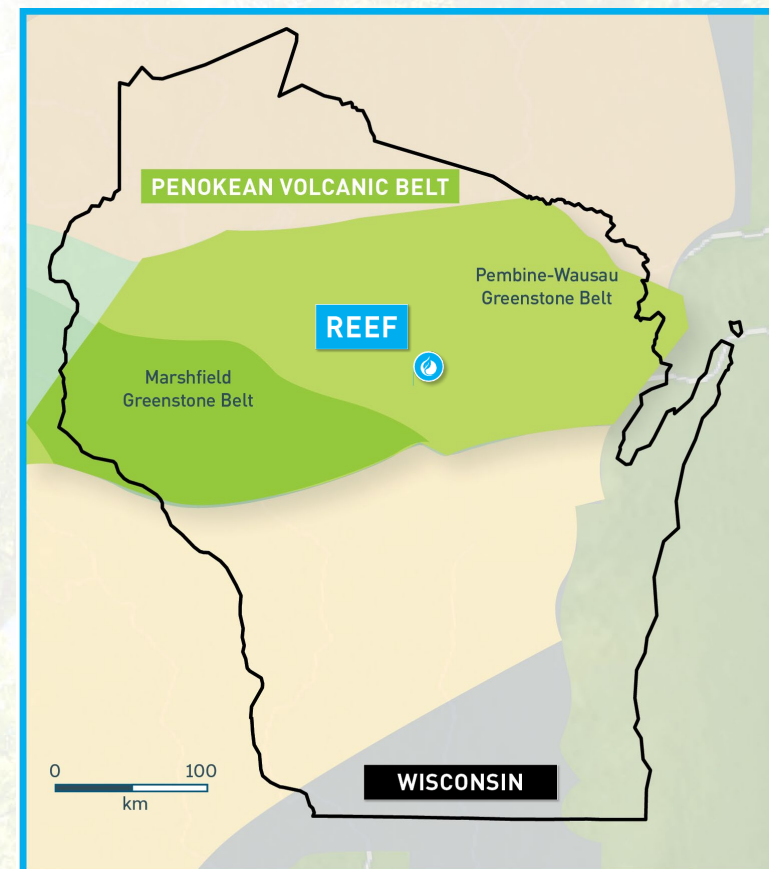 PENOKEAN VOLCANIC BELT
Pembine-Wausau
Greenstone Belt
REEF
Marshfield
Greenstone Belt
0 100
km
WISCONSIN